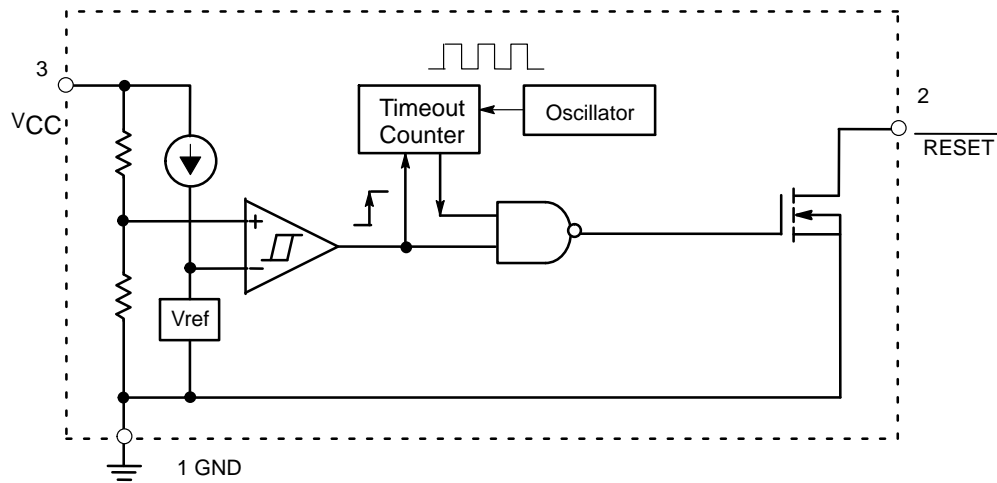 3
VCC
Timeout
Counter
Oscillator
2
RESET
+
−
Vref
1 GND